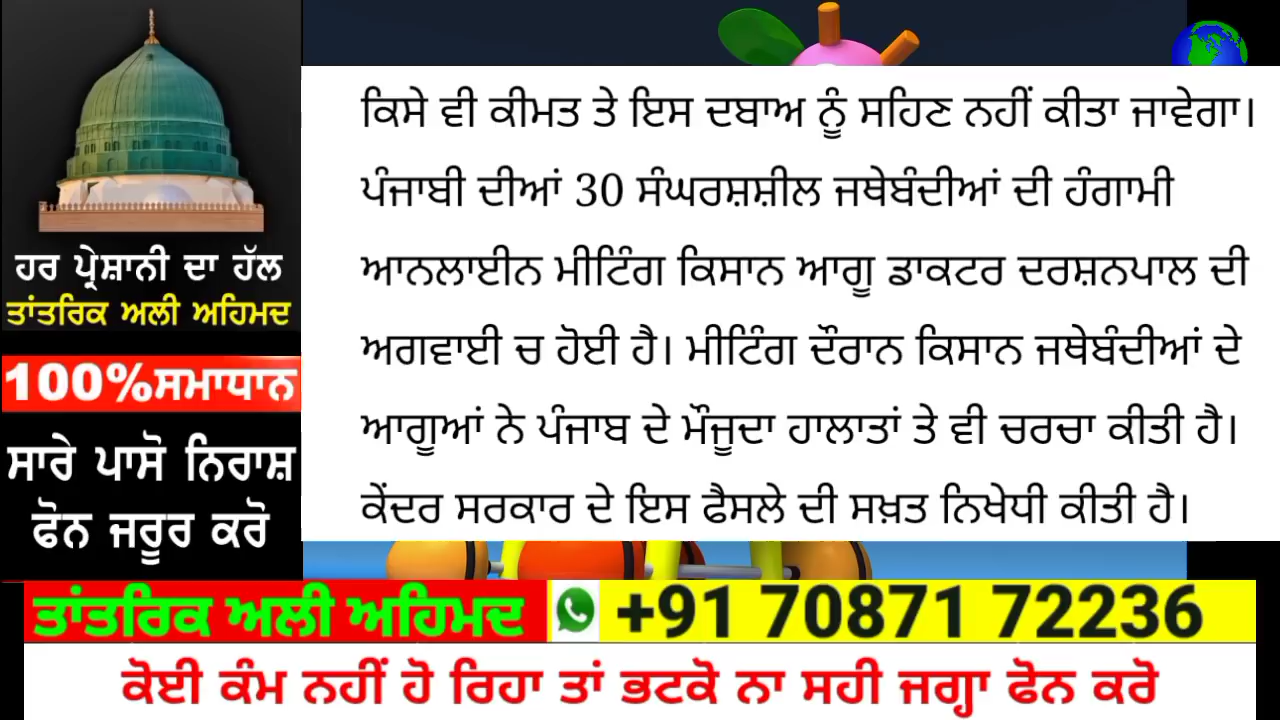 ਕਿਸੇ ਵੀ ਕੀਮਤ ਤੇ ਇਸ ਦਬਾਅ ਨੂੰ ਸਹਿਣ ਨਹੀਂ ਕੀਤਾ ਜਾਵੇਗਾ।
ਪੰਜਾਬੀ ਦੀਆਂ 30 ਸੰਘਰਸ਼ਸ਼ੀਲ ਜਥੇਬੰਦੀਆਂ ਦੀ ਹੰਗਾਮੀ
ਆਨਲਾਈਨ ਮੀਟਿੰਗ ਕਿਸਾਨ ਆਗੂ ਡਾਕਟਰ ਦਰਸ਼ਨਪਾਲ ਦੀ
ਅਗਵਾਈ ਚ ਹੋਈ ਹੈ। ਮੀਟਿੰਗ ਦੌਰਾਨ ਕਿਸਾਨ ਜਥੇਬੰਦੀਆਂ ਦੇ
ਆਗੂਆਂ ਨੇ ਪੰਜਾਬ ਦੇ ਮੌਜੂਦਾ ਹਾਲਾਤਾਂ ਤੇ ਵੀ ਚਰਚਾ ਕੀਤੀ ਹੈ।
ਕੇਂਦਰ ਸਰਕਾਰ ਦੇ ਇਸ ਫੈਸਲੇ ਦੀ ਸਖ਼ਤ ਨਿਖੇਧੀ ਕੀਤੀ ਹੈ।
ਹਰ ਪ੍ਰੇਸ਼ਾਨੀ ਦਾ ਹੱਲ
ਤਾਂਤਰਿਕ ਅਲੀ ਅਹਿਮਦ
100%ਸਮਾਧਾਨ
ਸਾਰੇ ਪਾਸੋ ਨਿਰਾਸ਼
ਫੋਨ ਜਰੂਰ ਕਰੋ
ਤਾਂਤਰਿਕ ਅਲੀ ਅਹਿਮਦ +91 70871 72236
ਕੋਈ ਕੰਮ ਨਹੀਂ ਹੋ ਰਿਹਾ ਤਾਂ ਭਟਕੋ ਨਾ ਸਹੀ ਜਗ੍ਹਾ ਫੋਨ ਕਰੋ